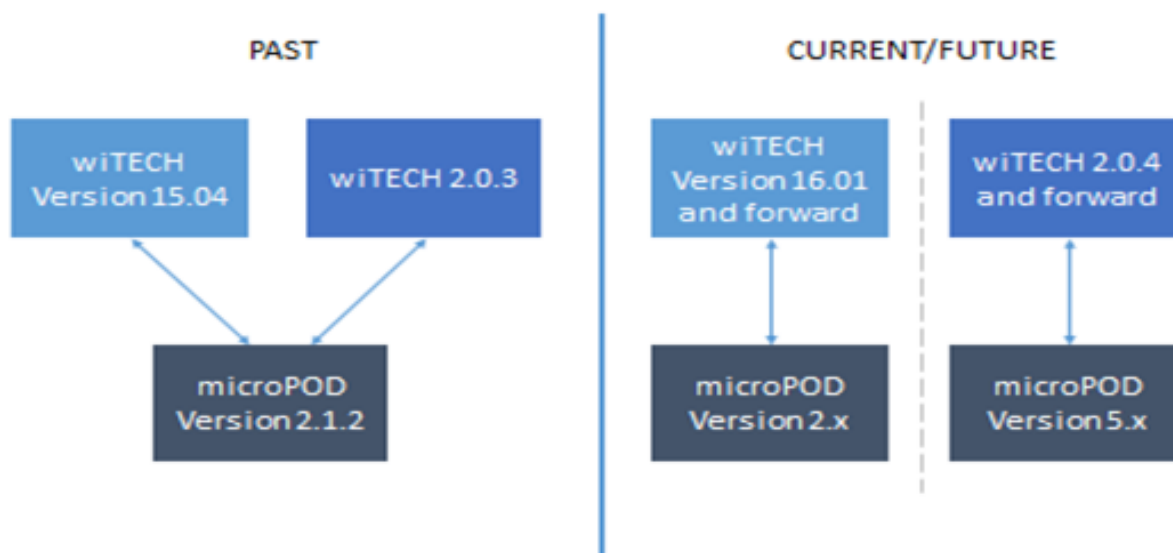 PAST
wiTECH
Version 15.04
wiTECH 2.0.3
microPOD
Version 2.1.2
CURRENT/FUTURE
wiTECH
Version 16.01
and forward
wiTECH 2.0.4
and forward
microPOD
Version 2.x
microPOD
Version 5.x